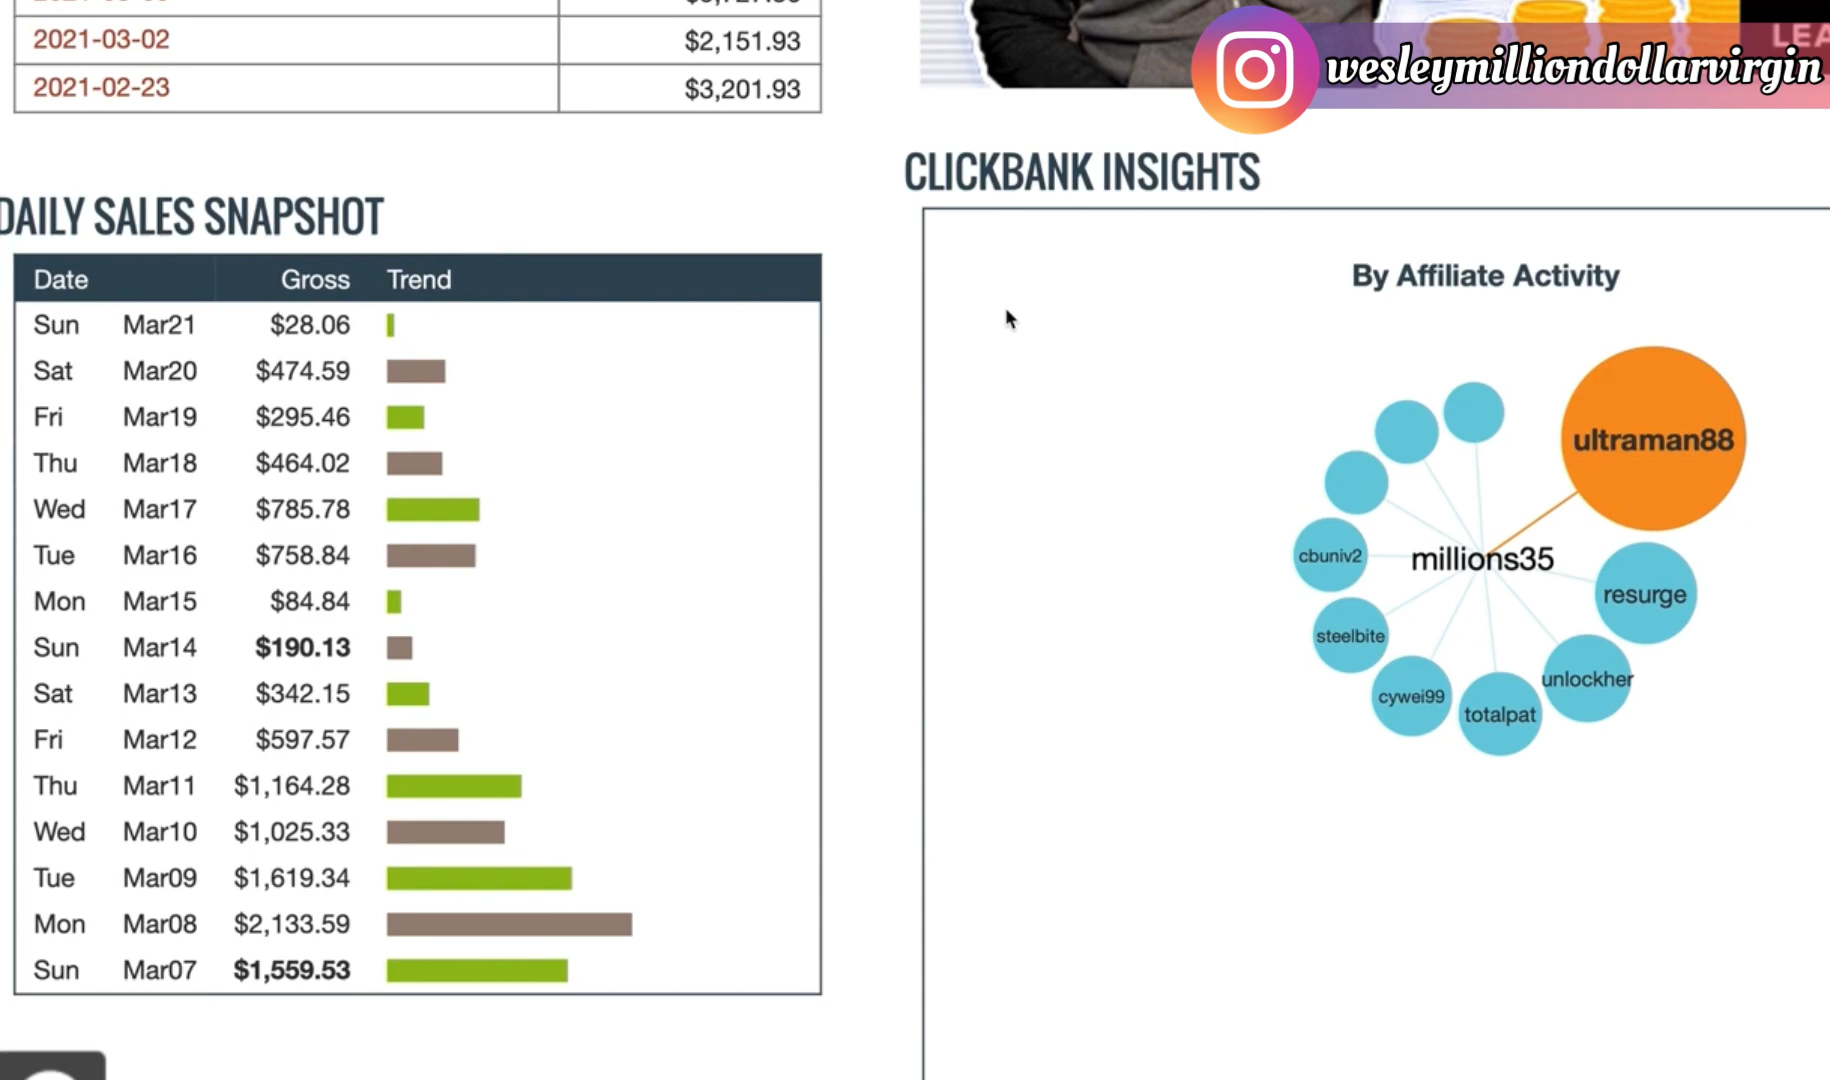 2021-03-02 $2,151.93
2021-02-23 $3,201.93
DAILY SALES SNAPSHOT
Date Gross Trend
Sun Mar21 $28.06
Sat Mar20 $474.59
Fri Mar19 $295.46
Thu Mar18 $464.02
Wed Mar17 $785.78
Tue Mar16 $758.84
Mon Mar15 $84.84
Sun Mar14 $190.13
Sat Mar13 $342.15
Fri Mar12 $597.57
Thu Mar11 $1,164.28
Wed Mar10 $1,025.33
Tue Mar09 $1,619.34
Mon Mar08 $2,133.59
Sun Mar07 $1,559.53
wesleymilliondollarvirgin
CLICKBANK INSIGHTS
By Affiliate Activity
ultraman88
cbuniv2
millions35
resurge
steelbite
unlockher
cywei99
totalpat